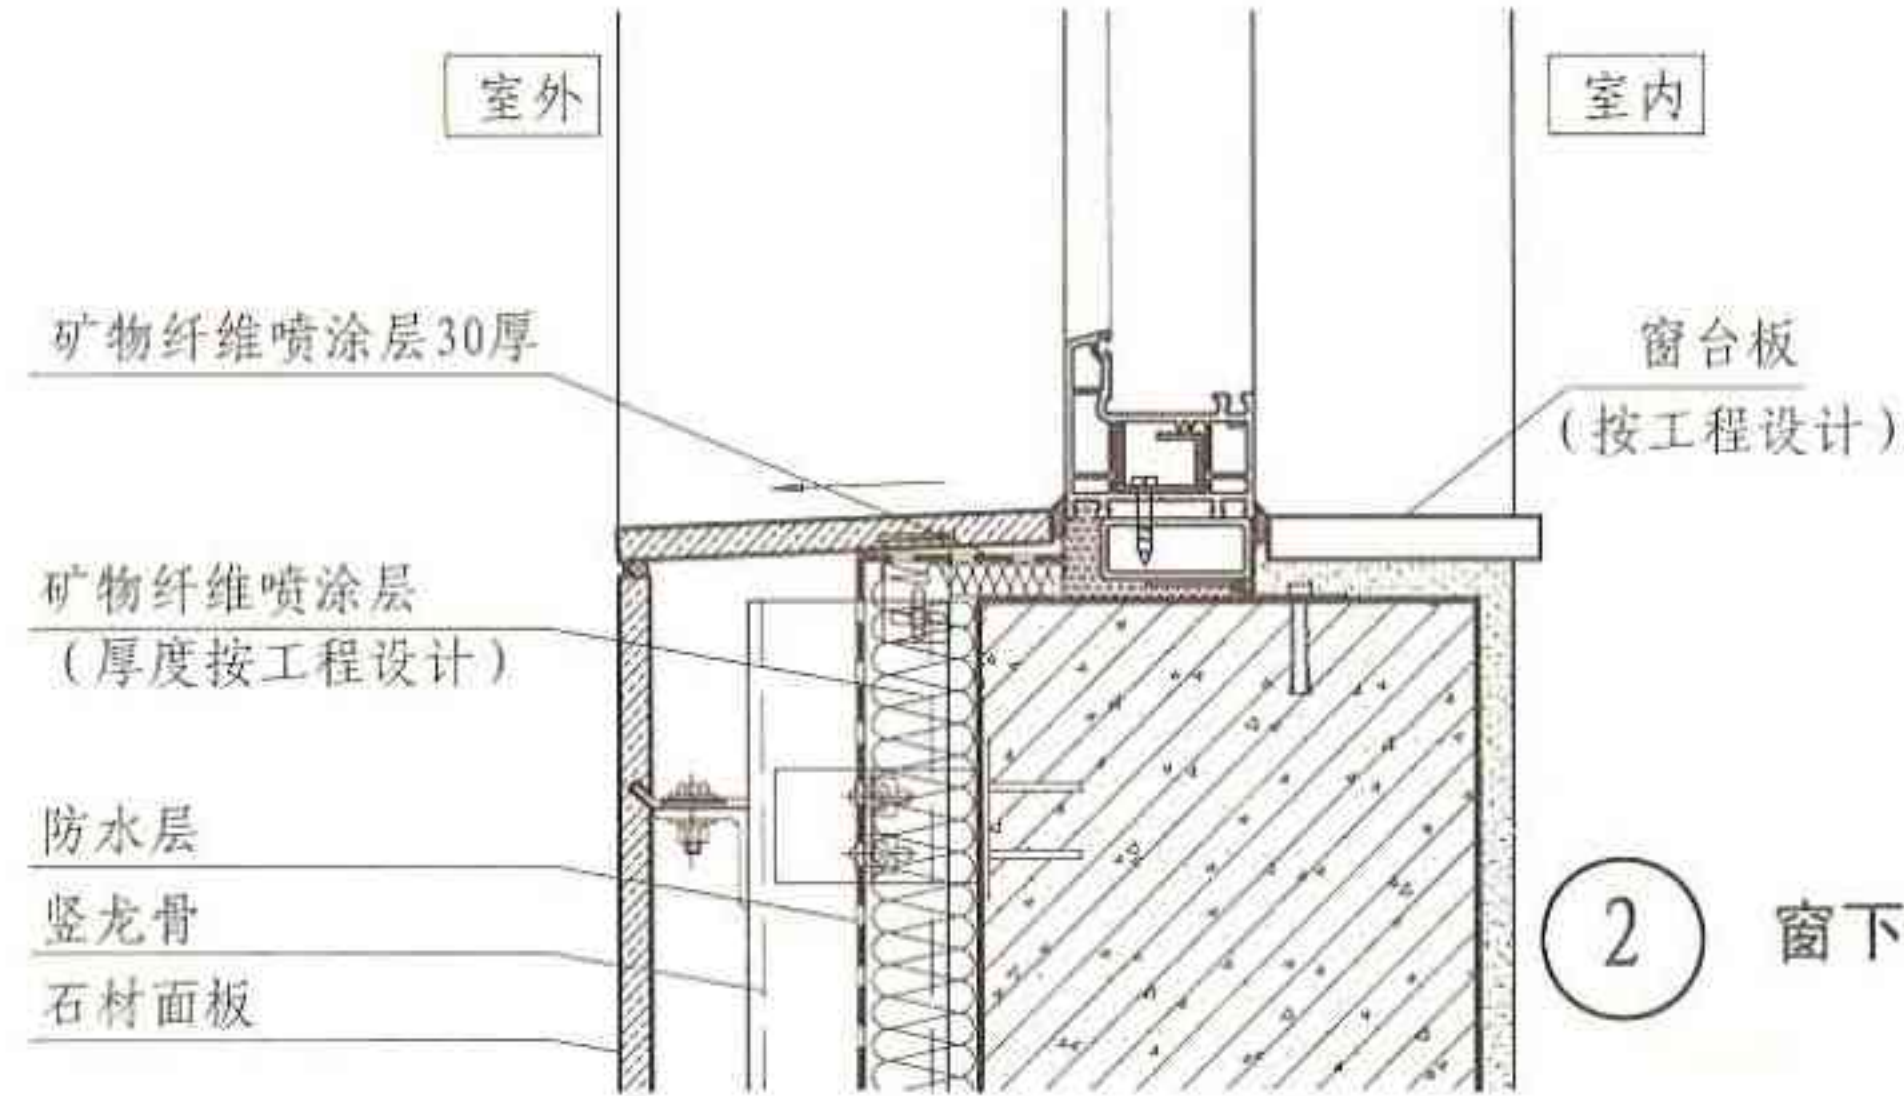 室外
室内
矿物纤维喷涂层30厚
窗台板
(按工程设计)
矿物纤维喷涂层
(厚度按工程设计)
防水层
竖龙骨
石材面板
2
窗下